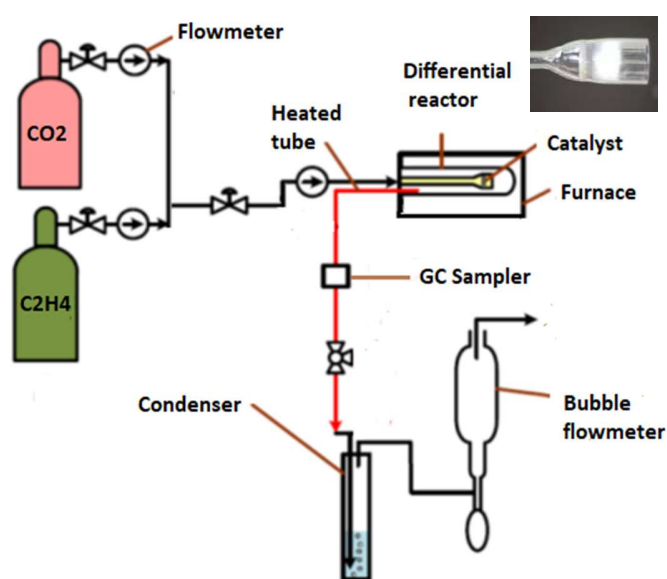 Flowmeter
CO2
Differential
reactor
Heated
tube
Catalyst
Furnace
C2H4
GC Sampler
Condenser
Bubble
flowmeter